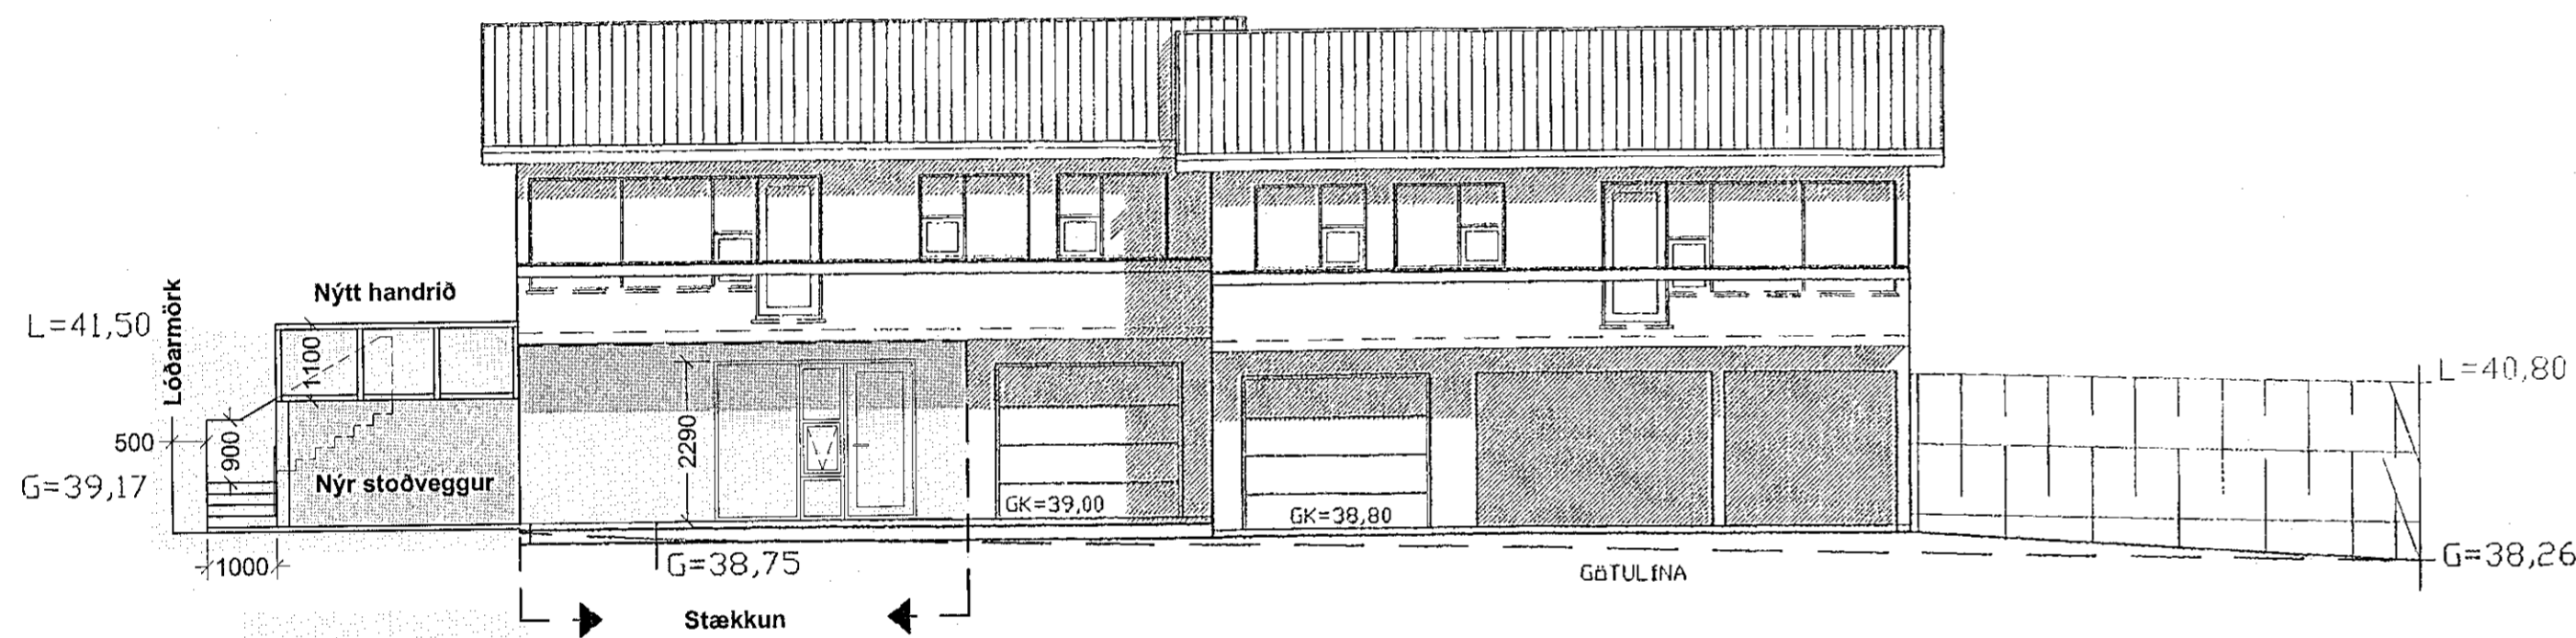 Nýtt handrið
L=41,50
Lóðarmörk
1100
500
900
G=39,17
Nýr stoðveggur
1000
2290
G=38,75
Stækkun
GK=39,00
GK=38,80
GÖTULÍNA
L=40,80
G=38,26